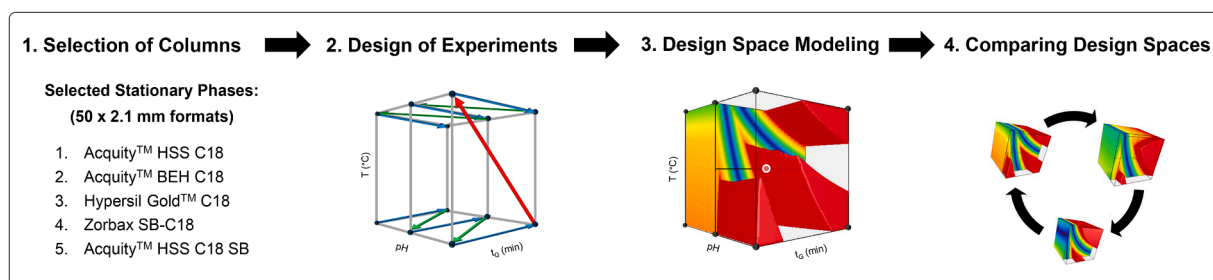 1. Selection of Columns
2. Design of Experiments
3. Design Space Modeling
4. Comparing Design Spaces
Selected Stationary Phases:
(50 x 2.1 mm formats)
1. Acquity™ HSS C18
2. Acquity™ BEH C18
3. Hypersil Gold™ C18
4. Zorbax SB-C18
5. Acquity™ HSS C18 SB
T (°C)
pH
tG (min)
T (°C)
pH
tG (min)